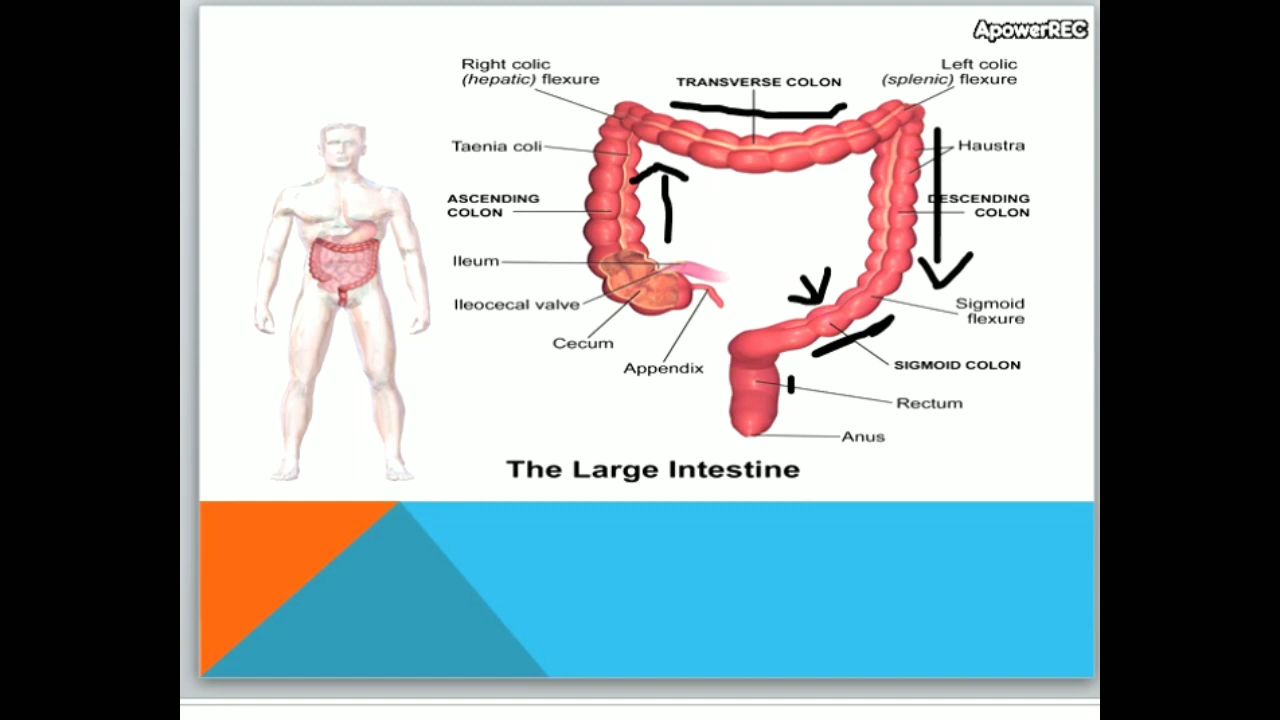 ApowerREC
Right colic
(hepatic) flexure
TRANSVERSE COLON
Left colic
(splenic) flexure
Taenia coli
Haustra
ASCENDING
COLON
DESCENDING
COLON
Ileum
Ileocecal valve
Sigmoid
flexure
Cecum
Appendix
SIGMOID COLON
Rectum
Anus
The Large Intestine